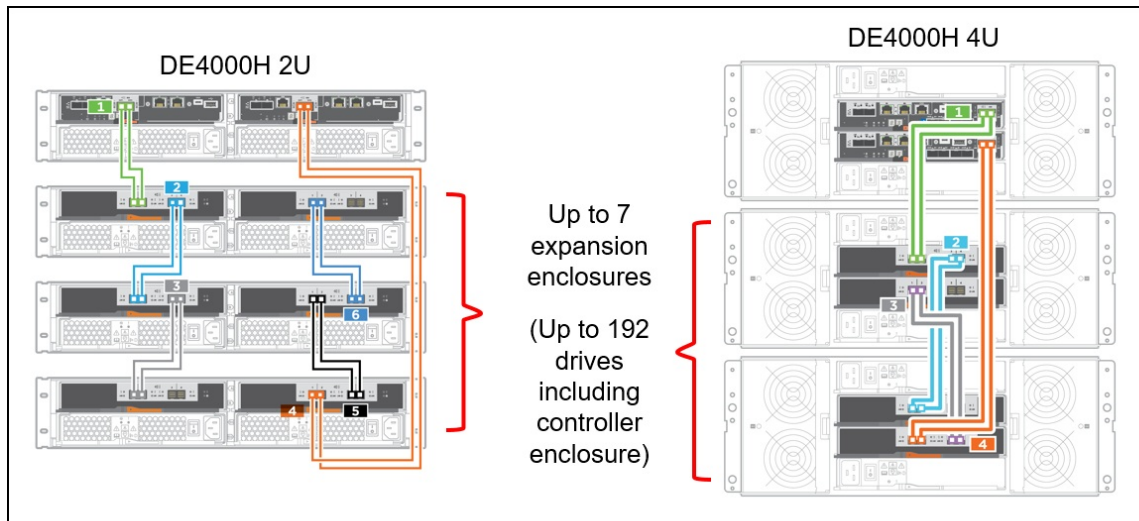 DE4000H 2U
DE4000H 4U
1
2
3
6
4
5
Up to 7
expansion
enclosures
(Up to 192
drives
including
controller
enclosure)
1
2
3
4